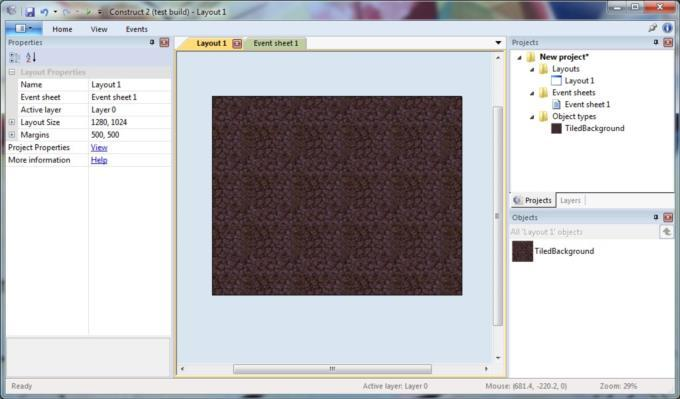 Construct 2 (test build) - Layout 1
Home View Events
Properties
Layout Properties
Name Layout 1
Event sheet Event sheet 1
Active layer Layer 0
Layout Size 1280, 1024
Margins 500, 500
Project Properties View
More information Help
Layout 1 Event sheet 1
Projects
New project*
Layouts
Layout 1
Event sheets
Event sheet 1
Object types
TiledBackground
Projects Layers
Objects
All 'Layout 1' objects
TiledBackground
Ready Active layer: Layer 0 Mouse: (681.4, -220.2, 0) Zoom: 29%